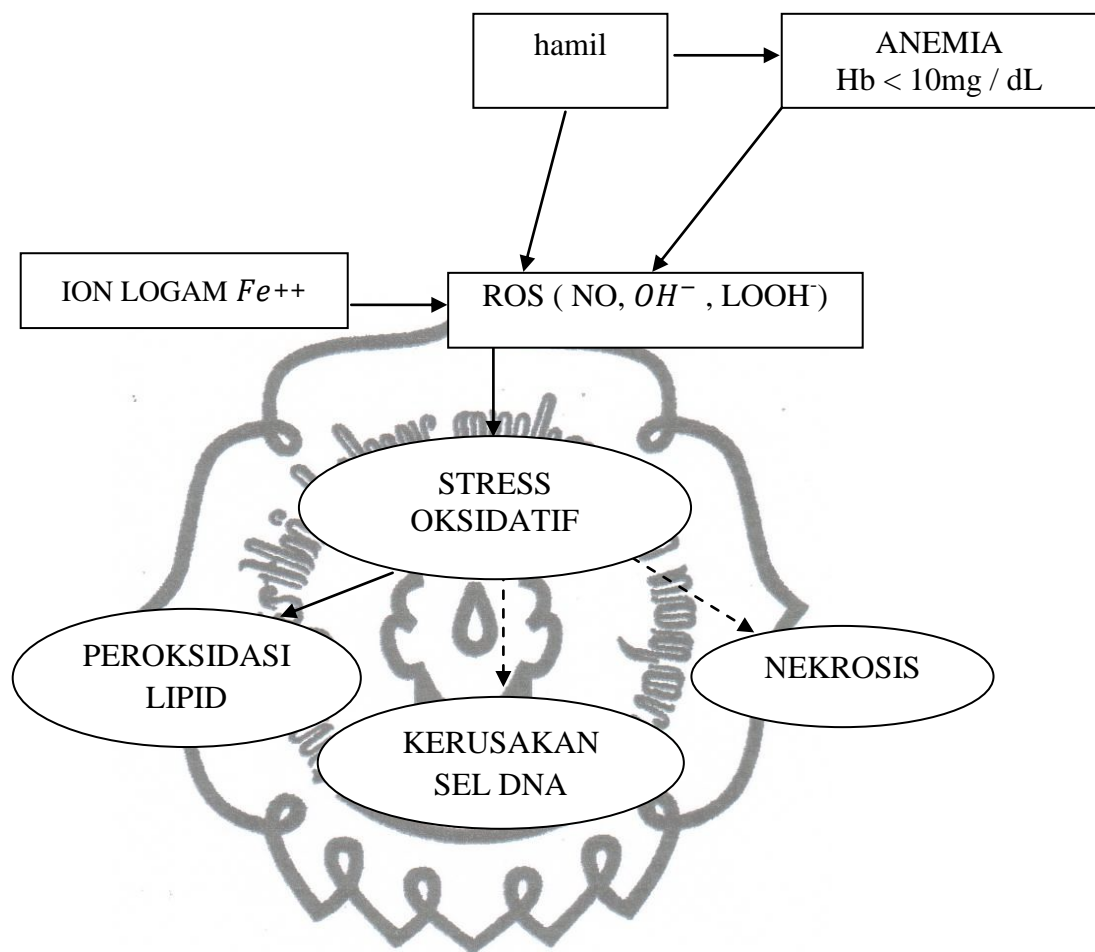 hamil
ANEMIA
Hb < 10mg / dL
ION LOGAM Fe++
ROS ( NO, OH⁻ , LOOH⁻)
STRESS
OKSIDATIF
PEROKSIDASI
LIPID
NEKROSIS
KERUSAKAN
SEL DNA